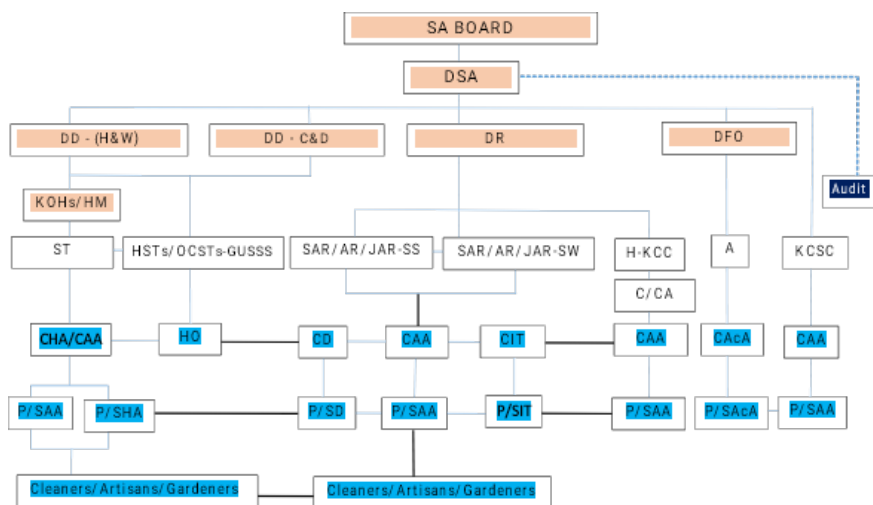 SA BOARD
DSA
DD - (H&W)
DD - C&D
DR
DFO
Audit
KOHs/HM
ST
HSTs/OCSTs-GUSSS
SAR/AR/JAR-SS
SAR/AR/JAR-SW
H-KCC
A
KCSC
C/CA
CHA/CAA
HO
CD
CAA
CIT
CAA
CAcA
CAA
P/SAA
P/SHA
P/SD
P/SAA
P/SIT
P/SAA
P/SAcA
P/SAA
Cleaners/Artisans/Gardeners
Cleaners/Artisans/Gardeners